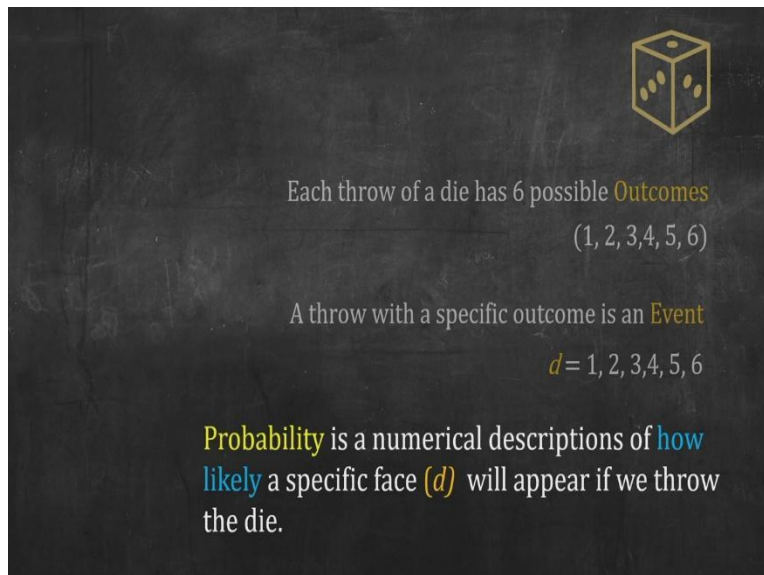 Each throw of a die has 6 possible Outcomes
(1, 2, 3,4, 5, 6)
A throw with a specific outcome is an Event
d = 1, 2, 3,4, 5, 6
Probability is a numerical descriptions of how
likely a specific face (d) will appear if we throw
the die.